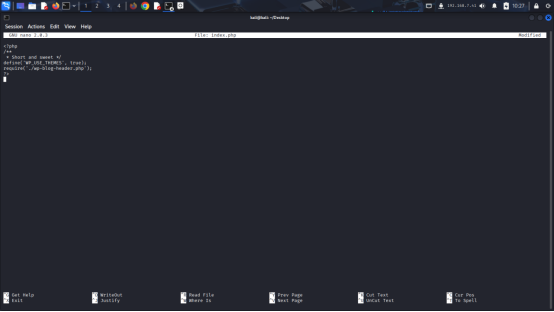 1 2 3 4
192.168.7.51
10:27
kali@kali: ~/Desktop
Session Actions Edit View Help
GNU nano 2.0.3 File: index.php Modified
<?php
/**
* Short and sweet */
define('WP_USE_THEMES', true);
require('./wp-blog-header.php');
?>
^G Get Help ^O WriteOut ^R Read File ^Y Prev Page ^K Cut Text ^C Cur Pos
^X Exit ^J Justify ^W Where Is ^V Next Page ^U UnCut Text ^T To Spell